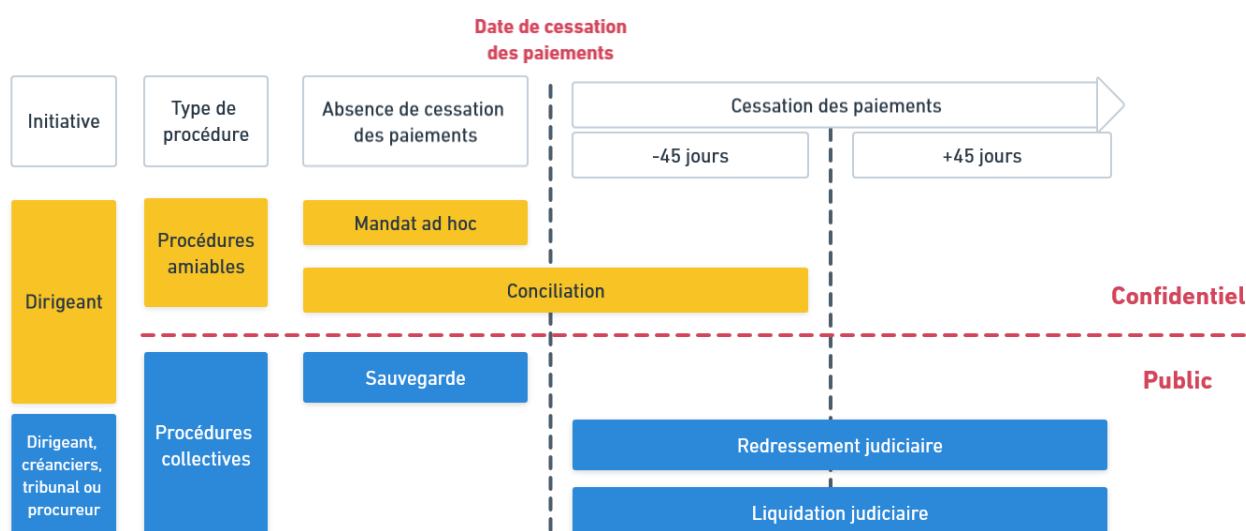 Date de cessation
des paiements
Initiative
Type de
procédure
Absence de cessation
des paiements
Cessation des paiements
-45 jours
+45 jours
Dirigeant
Procédures
amiables
Mandat ad hoc
Conciliation
Confidentiel
Public
Sauvegarde
Dirigeant,
créanciers,
tribunal ou
procureur
Procédures
collectives
Redressement judiciaire
Liquidation judiciaire